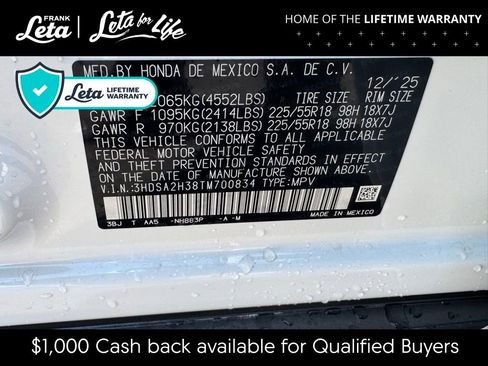 FRANK
Leta
Leta for Life
HOME OF THE LIFETIME WARRANTY
MFD.BY HONDA DE MEXICO S.A. DE C.V.
12/'25
065KG(4552LBS) TIRE SIZE RIM SIZE
GAWR F 1095KG(2414LBS) 225/55R18 98H 18X7J
GAWR R 970KG(2138LBS) 225/55R18 98H 18X7J
THIS VEHICLE CONFORMS TO ALL APPLICABLE
FEDERAL MOTOR VEHICLE SAFETY
AND THEFT PREVENTION STANDARDS IN EFFECT
ON THE DATE OF MANUFACTURE SHOWN ABOVE.
V.I.N:3HDSA2H38TM700834 TYPE:MPV
3BJ T AA5 -NH883P -A -M
MADE IN MEXICO
Leta LIFETIME WARRANTY
$1,000 Cash back available for Qualified Buyers